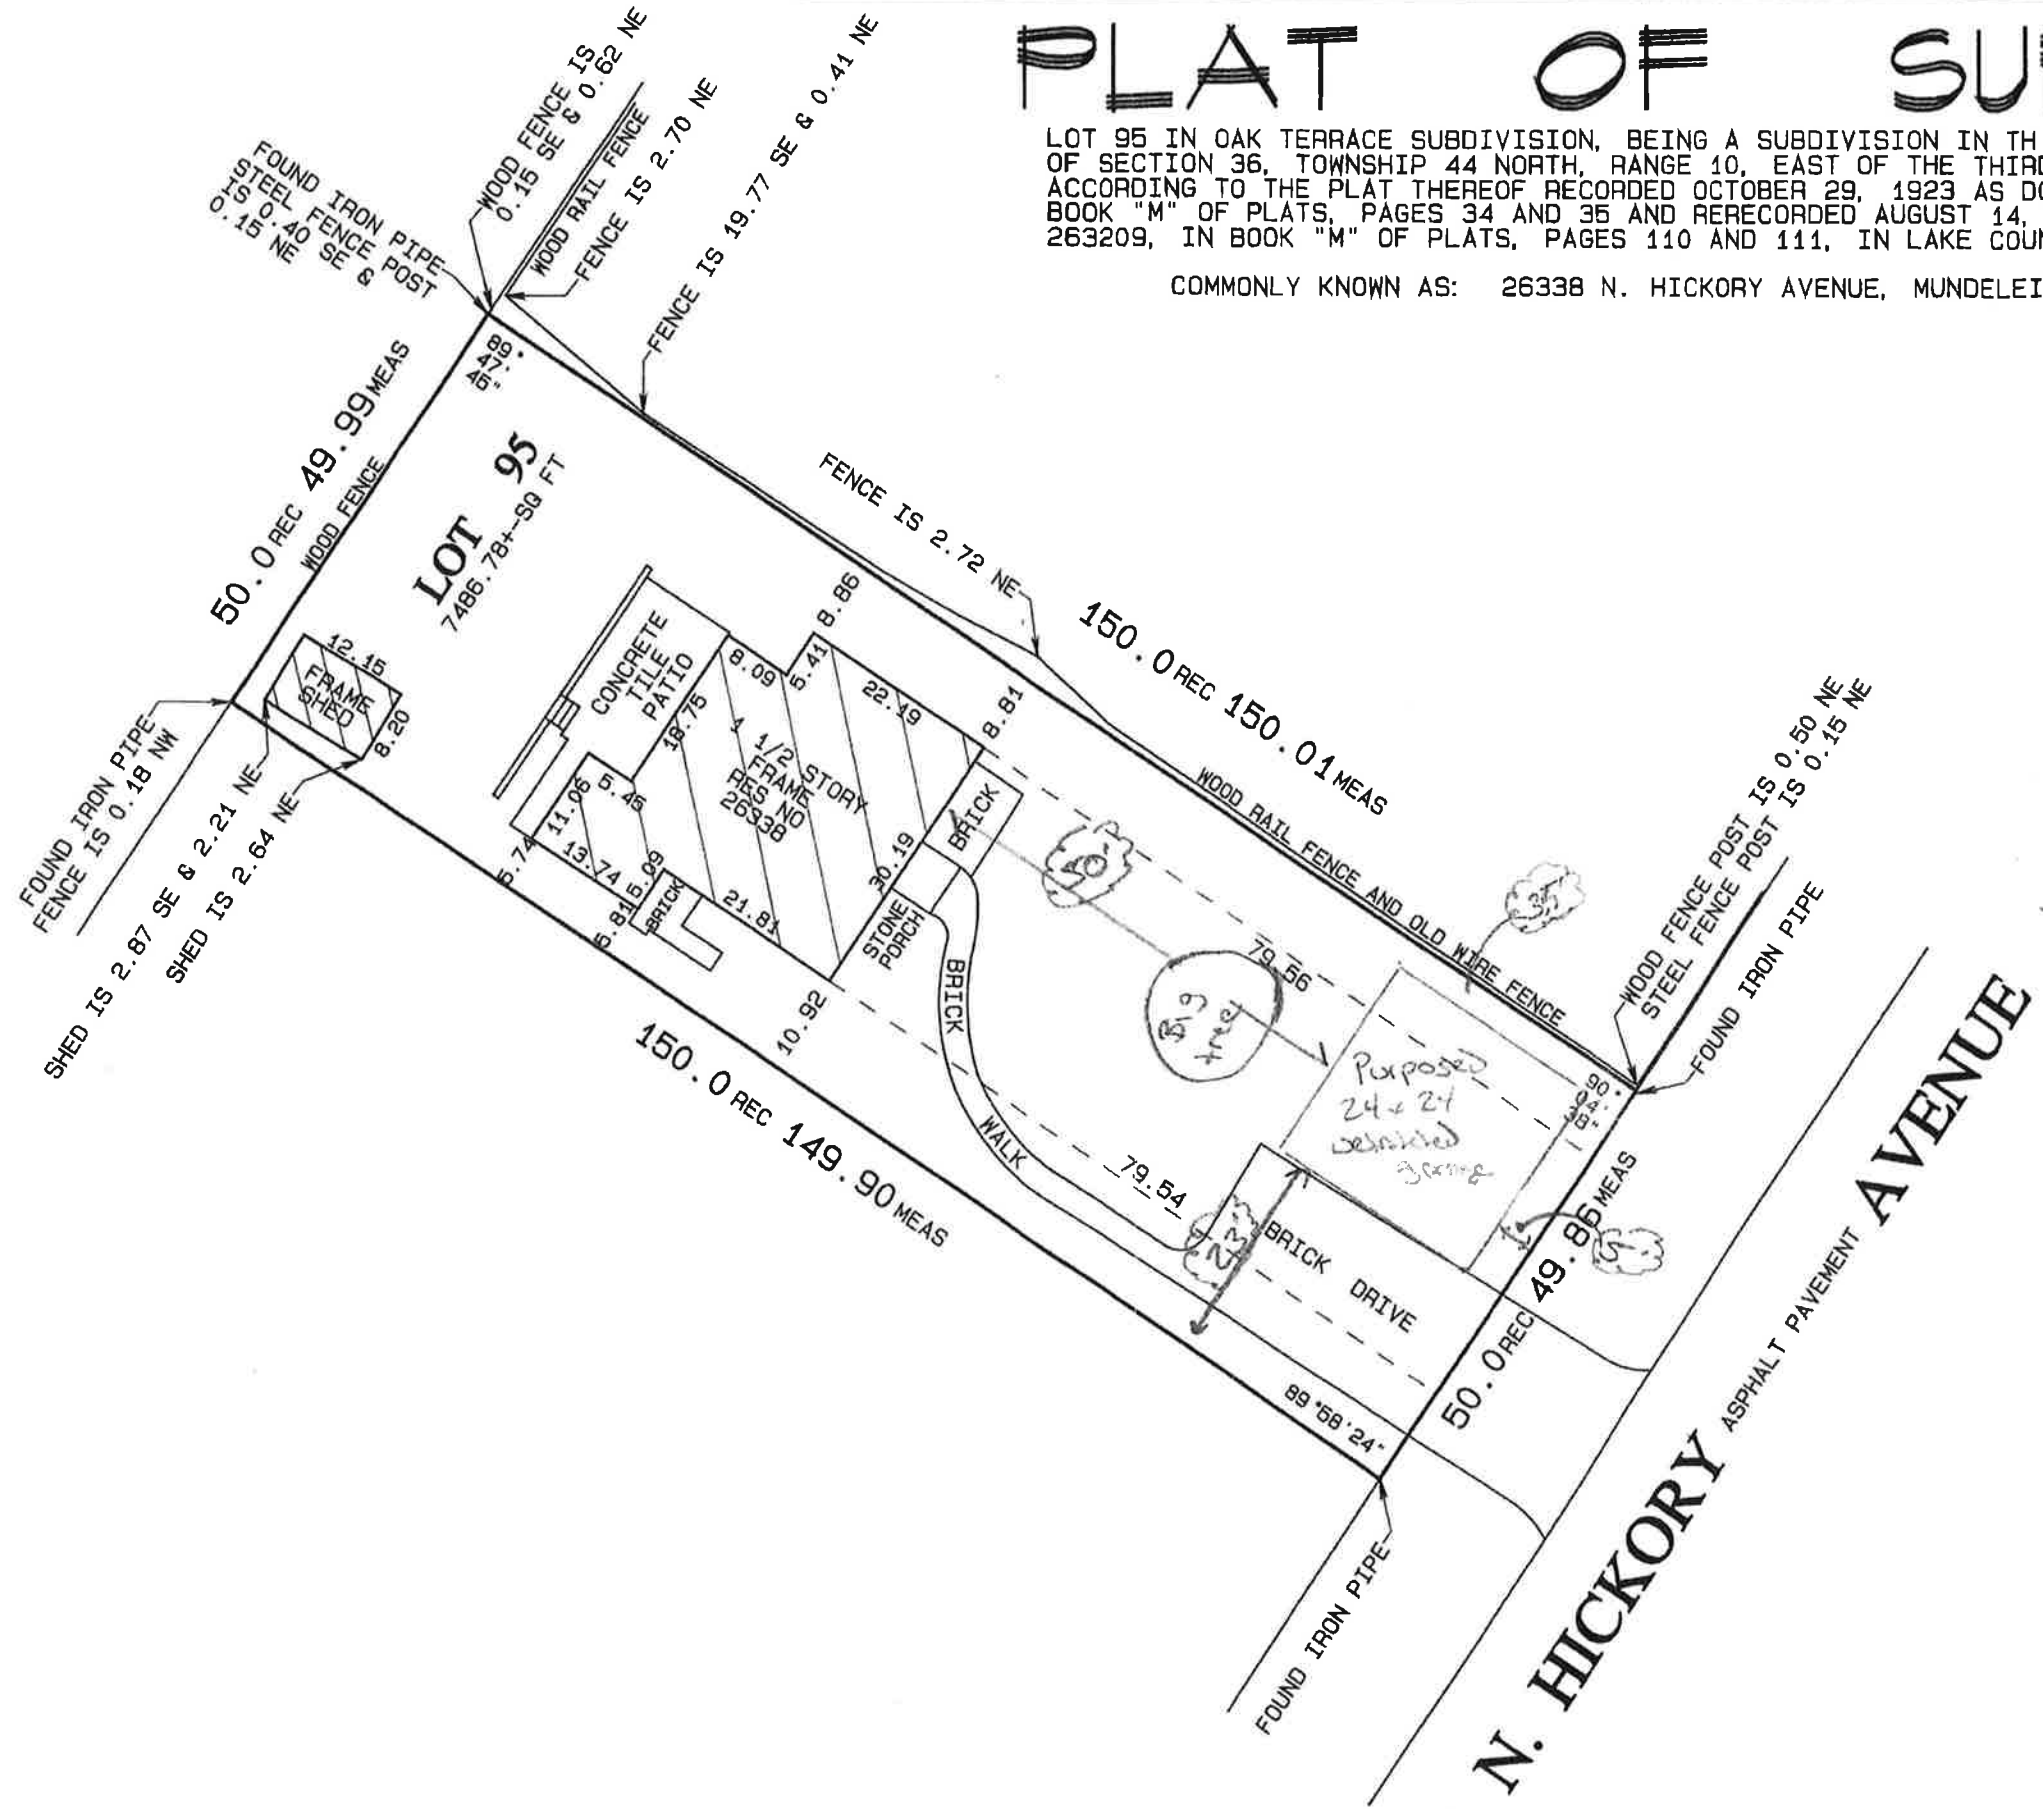 PLAT OF SU
LOT 95 IN OAK TERRACE SUBDIVISION, BEING A SUBDIVISION IN TH
OF SECTION 36, TOWNSHIP 44 NORTH, RANGE 10, EAST OF THE THIRD
ACCORDING TO THE PLAT THEREOF RECORDED OCTOBER 29, 1923 AS DO
BOOK "M" OF PLATS, PAGES 34 AND 35 AND RERECORDED AUGUST 14,
263209, IN BOOK "M" OF PLATS, PAGES 110 AND 111, IN LAKE COUN
COMMONLY KNOWN AS: 26338 N. HICKORY AVENUE, MUNDELEI
WOOD FENCE IS
0.15 SE & 0.62 NE
WOOD RAIL FENCE
FENCE IS 2.70 NE
FENCE IS 19.77 SE & 0.41 NE
FOUND IRON PIPE
STEEL FENCE POST
IS 0.40 SE &
0.15 NE
89°
47'
45"
50.0 REC 49.99 MEAS
WOOD FENCE
LOT 95
7486.78+-SQ FT
FENCE IS 2.72 NE
150.0 REC 150.01 MEAS
WOOD RAIL FENCE AND OLD WIRE FENCE
12.15
FRAME
SHED
8.20
CONCRETE
TILE
PATIO
8.86
8.09
5.41
22.19
8.81
18.75
1 1/2 STORY
FRAME
RES NO
26338
11.06
5.45
5.74
13.74
5.09
5.81
BRICK
21.81
30.19
BRICK
STONE
PORCH
10.92
BRICK
WALK
FOUND IRON PIPE
FENCE IS 0.18 NW
SHED IS 2.87 SE & 2.21 NE
SHED IS 2.64 NE
150.0 REC 149.90 MEAS
50'
Big
tree
79.56
3.5'
Purposed
24 x 24
garage
79.54
23'
BRICK DRIVE
5'
WOOD FENCE POST IS 0.50 NE
STEEL FENCE POST IS 0.15 NE
FOUND IRON PIPE
90°
04'
38"
50.0 REC 49.86 MEAS
89°58'24"
FOUND IRON PIPE
N. HICKORY AVENUE
ASPHALT PAVEMENT